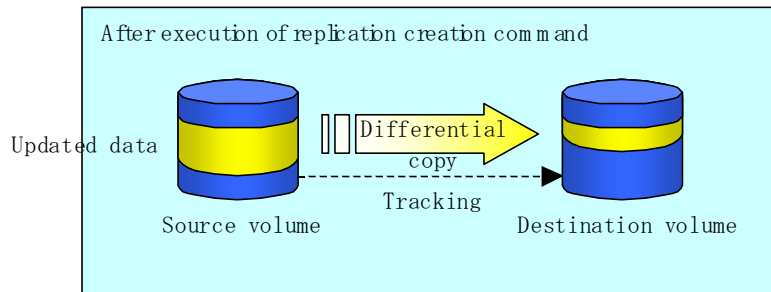 After execution of replication creation command
Updated data
Differential
copy
Tracking
Source volume
Destination volume